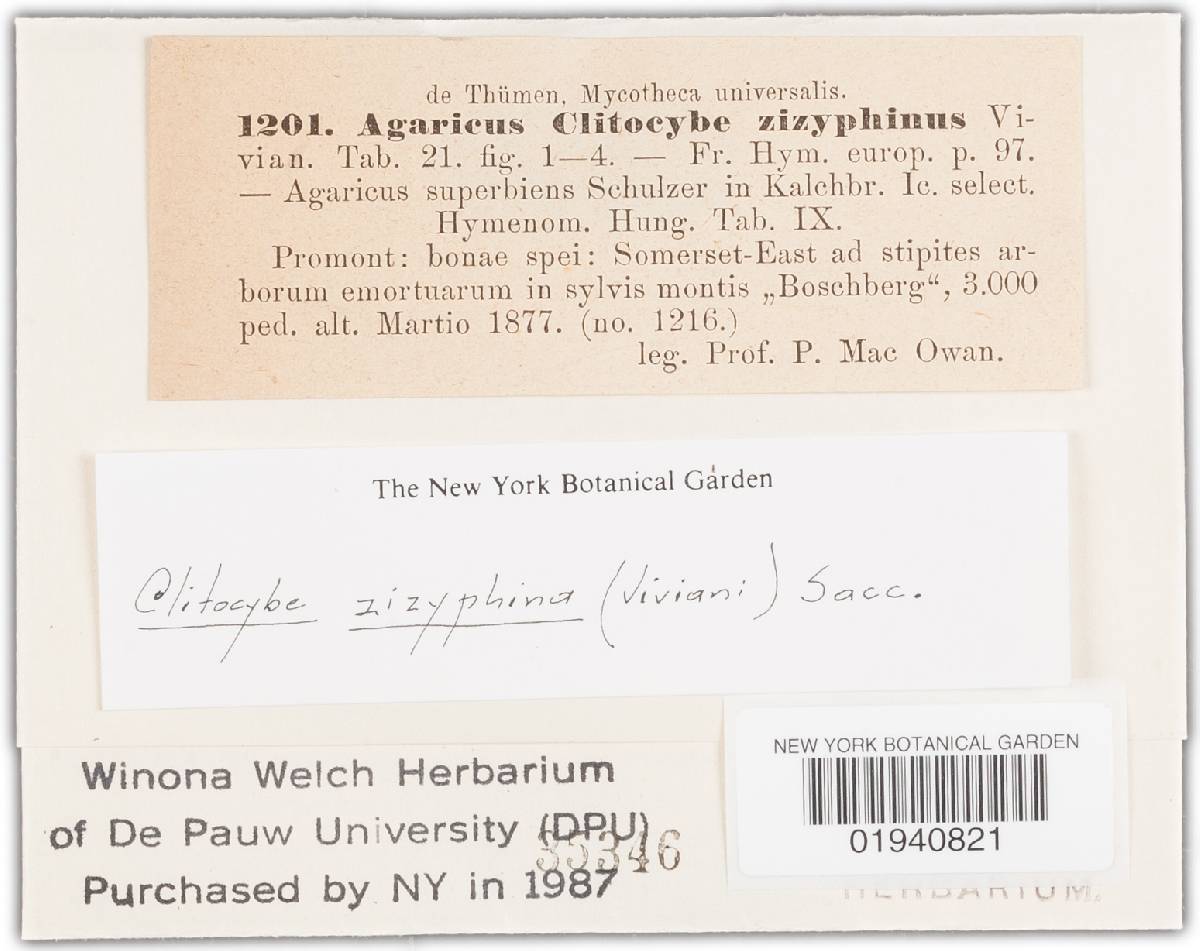 de Thümen, Mycotheca universalis.
1201. Agaricus Clitocybe zizyphinus Vi-
vian. Tab. 21. fig. 1—4. — Fr. Hym. europ. p. 97.
— Agaricus superbiens Schulzer in Kalchbr. Ic. select.
Hymenom. Hung. Tab. IX.
Promont: bonae spei: Somerset-East ad stipites ar-
borum emortuarum in sylvis montis „Boschberg“, 3.000
ped. alt. Martio 1877. (no. 1216.)
leg. Prof. P. Mac Owan.
The New York Botanical Garden
Clitocybe zizyphina (Viviani) Sacc.
Winona Welch Herbarium
of De Pauw University (DPU)
35346
Purchased by NY in 1987
NEW YORK BOTANICAL GARDEN
01940821
HERBARIUM.